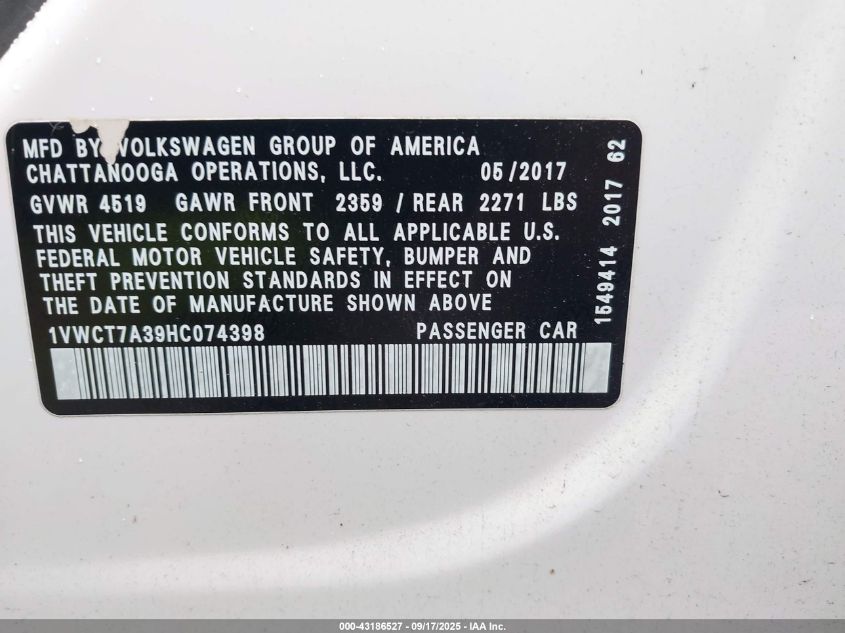 MFD BY VOLKSWAGEN GROUP OF AMERICA
CHATTANOOGA OPERATIONS, LLC. 05/2017
GVWR 4519 GAWR FRONT 2359 / REAR 2271 LBS
THIS VEHICLE CONFORMS TO ALL APPLICABLE U.S.
FEDERAL MOTOR VEHICLE SAFETY, BUMPER AND
THEFT PREVENTION STANDARDS IN EFFECT ON
THE DATE OF MANUFACTURE SHOWN ABOVE
1VWCT7A39HC074398 PASSENGER CAR
1549414 2017 62
000-43186527 - 09/17/2025 - IAA Inc.